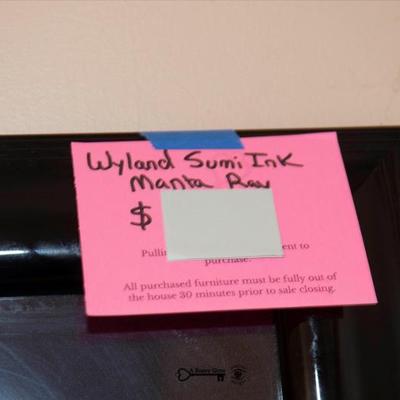 Wyland Sumi Ink
Manta Ray
$
ent to
purchase.
All purchased furniture must be fully out of
the house 30 minutes prior to sale closing.